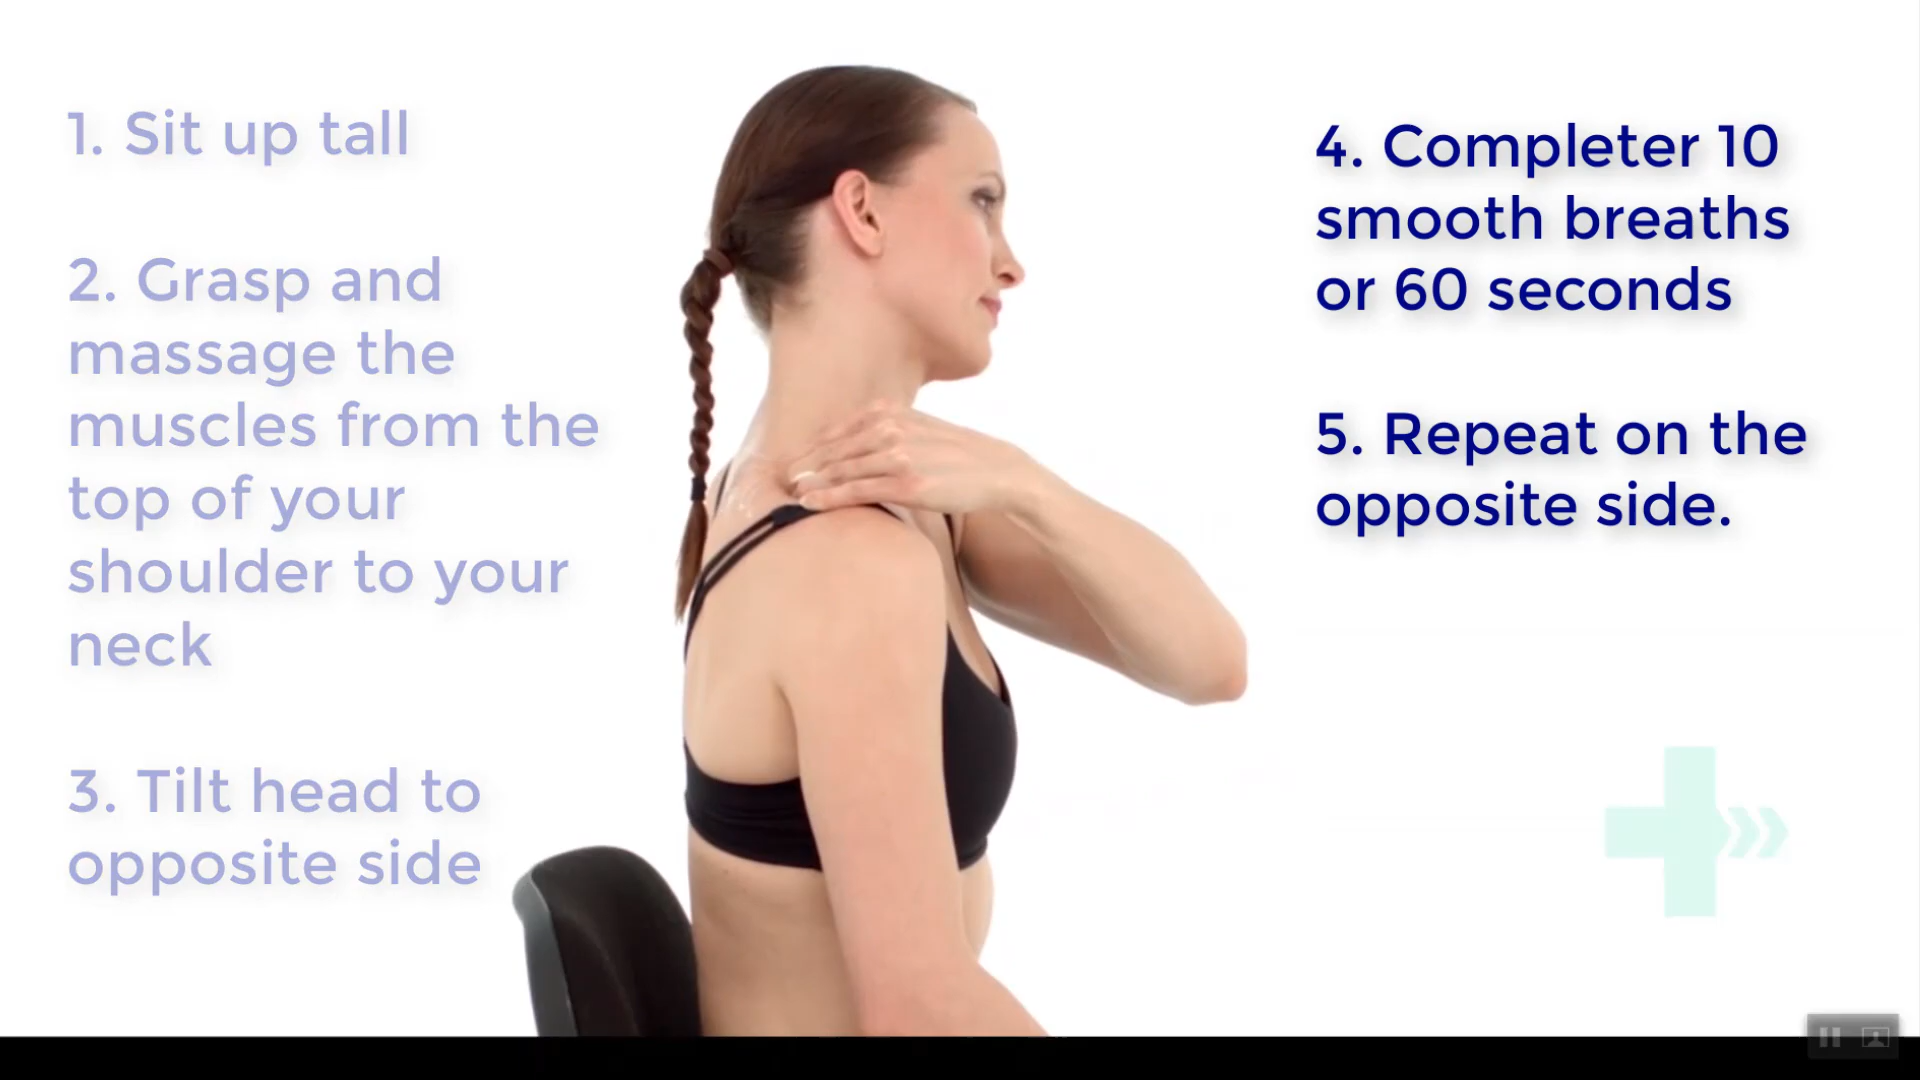 1. Sit up tall
2. Grasp and
massage the
muscles from the
top of your
shoulder to your
neck
3. Tilt head to
opposite side
4. Completer 10
smooth breaths
or 60 seconds
5. Repeat on the
opposite side.